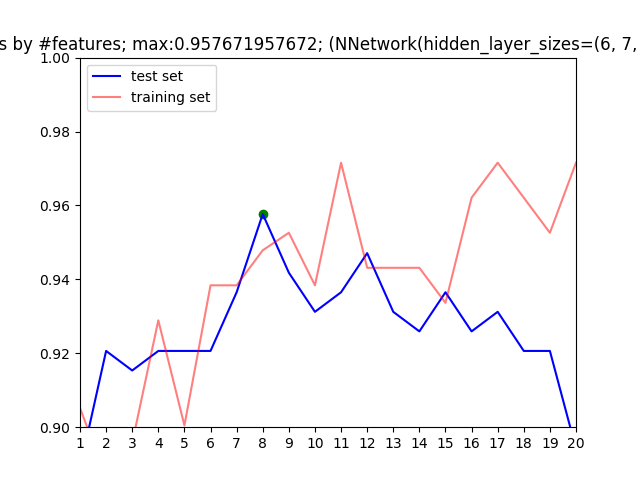 s by #features; max:0.957671957672; (NNetwork(hidden_layer_sizes=(6, 7,
1.00
test set
training set
0.98
0.96
0.94
0.92
0.90
1 2 3 4 5 6 7 8 9 10 11 12 13 14 15 16 17 18 19 20